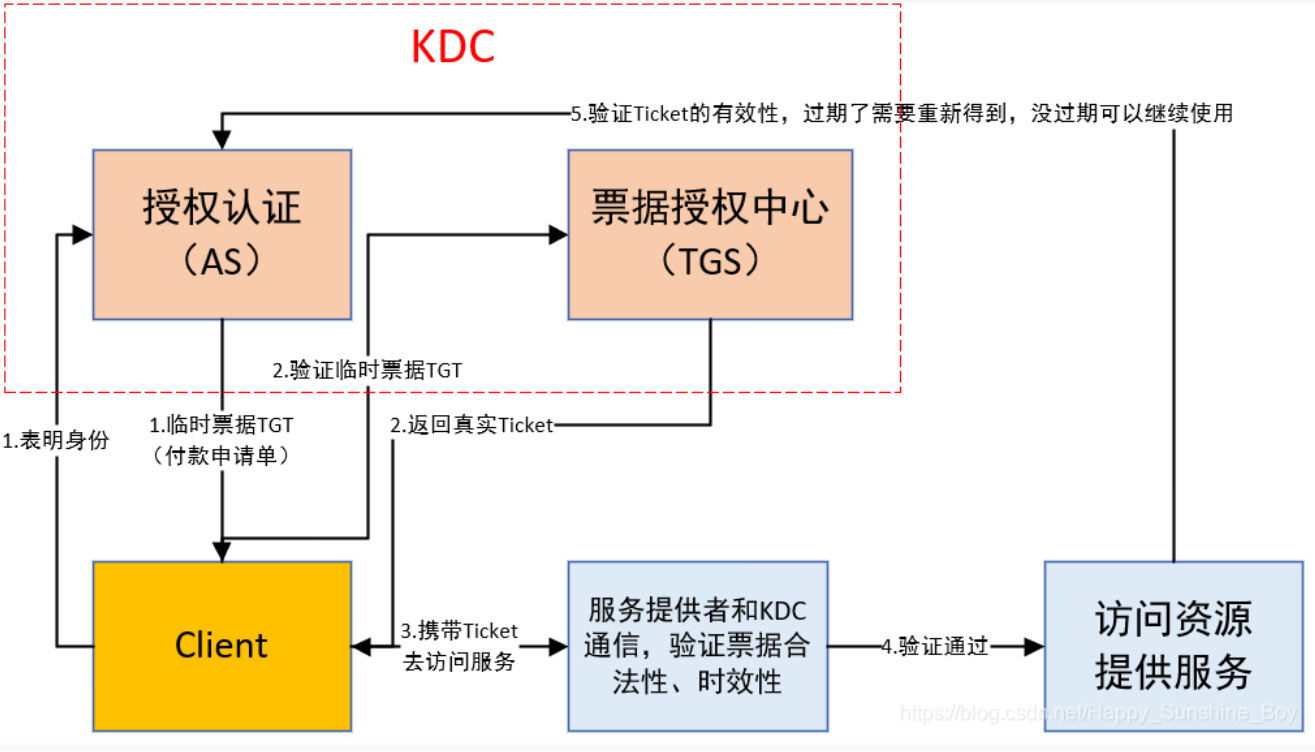 KDC
5.验证Ticket的有效性，过期了需要重新得到，没过期可以继续使用
授权认证
（AS）
票据授权中心
（TGS）
2.验证临时票据TGT
1.表明身份
1.临时票据TGT
（付款申请单）
2.返回真实Ticket
Client
3.携带Ticket
去访问服务
服务提供者和KDC
通信，验证票据合
法性、时效性
4.验证通过
访问资源
提供服务
https://blog.csdn.net/Happy_Sunshine_Boy